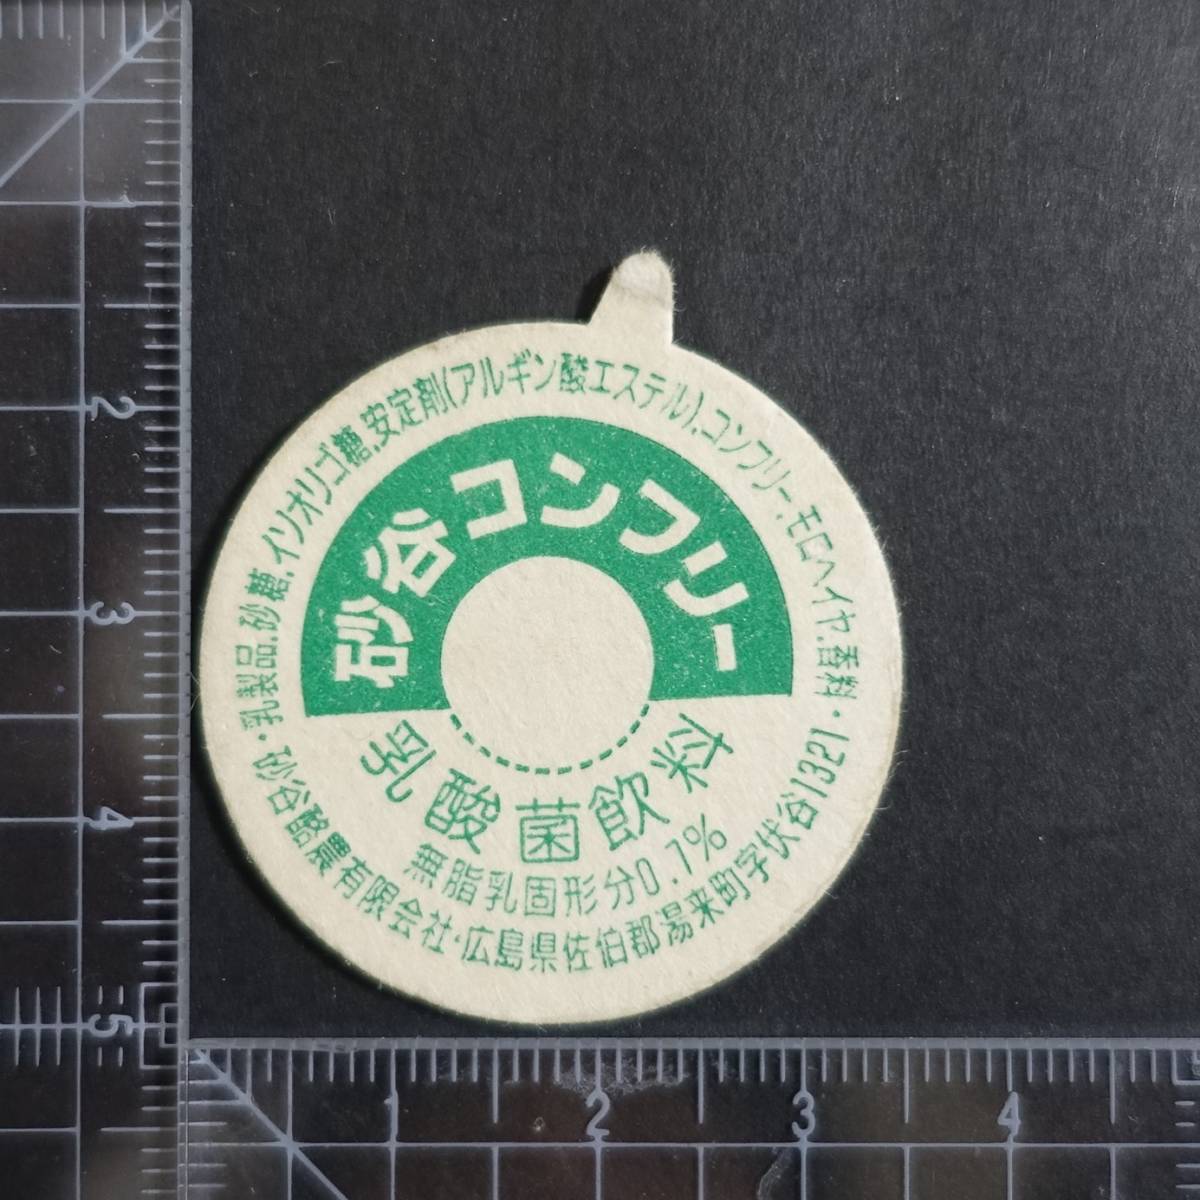 乳製品.砂糖.イソオリゴ糖.安定剤(アルギン酸エステル).コンフリー.モロヘイヤ.香料
砂谷コンフリー
乳酸菌飲料
無脂乳固形分0.7%
・砂谷酪農有限会社・広島県佐伯郡湯来町字伏谷1321・
2
3
4
5
1
2
3
4